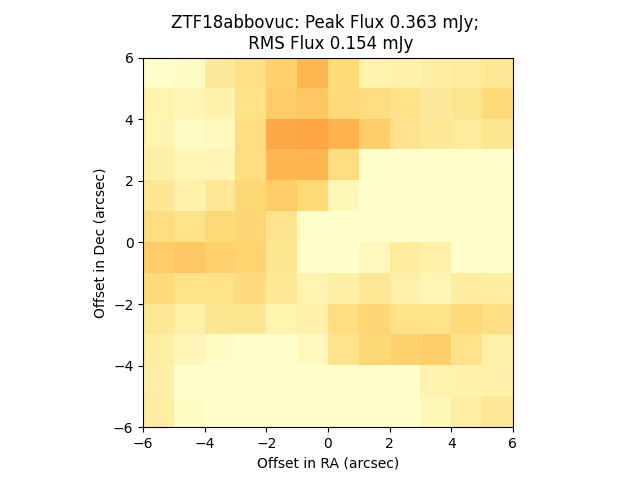 ZTF18abbovuc: Peak Flux 0.363 mJy;
RMS Flux 0.154 mJy
6
4
2
0
−2
−4
−6
Offset in Dec (arcsec)
−6 −4 −2 0 2 4 6
Offset in RA (arcsec)